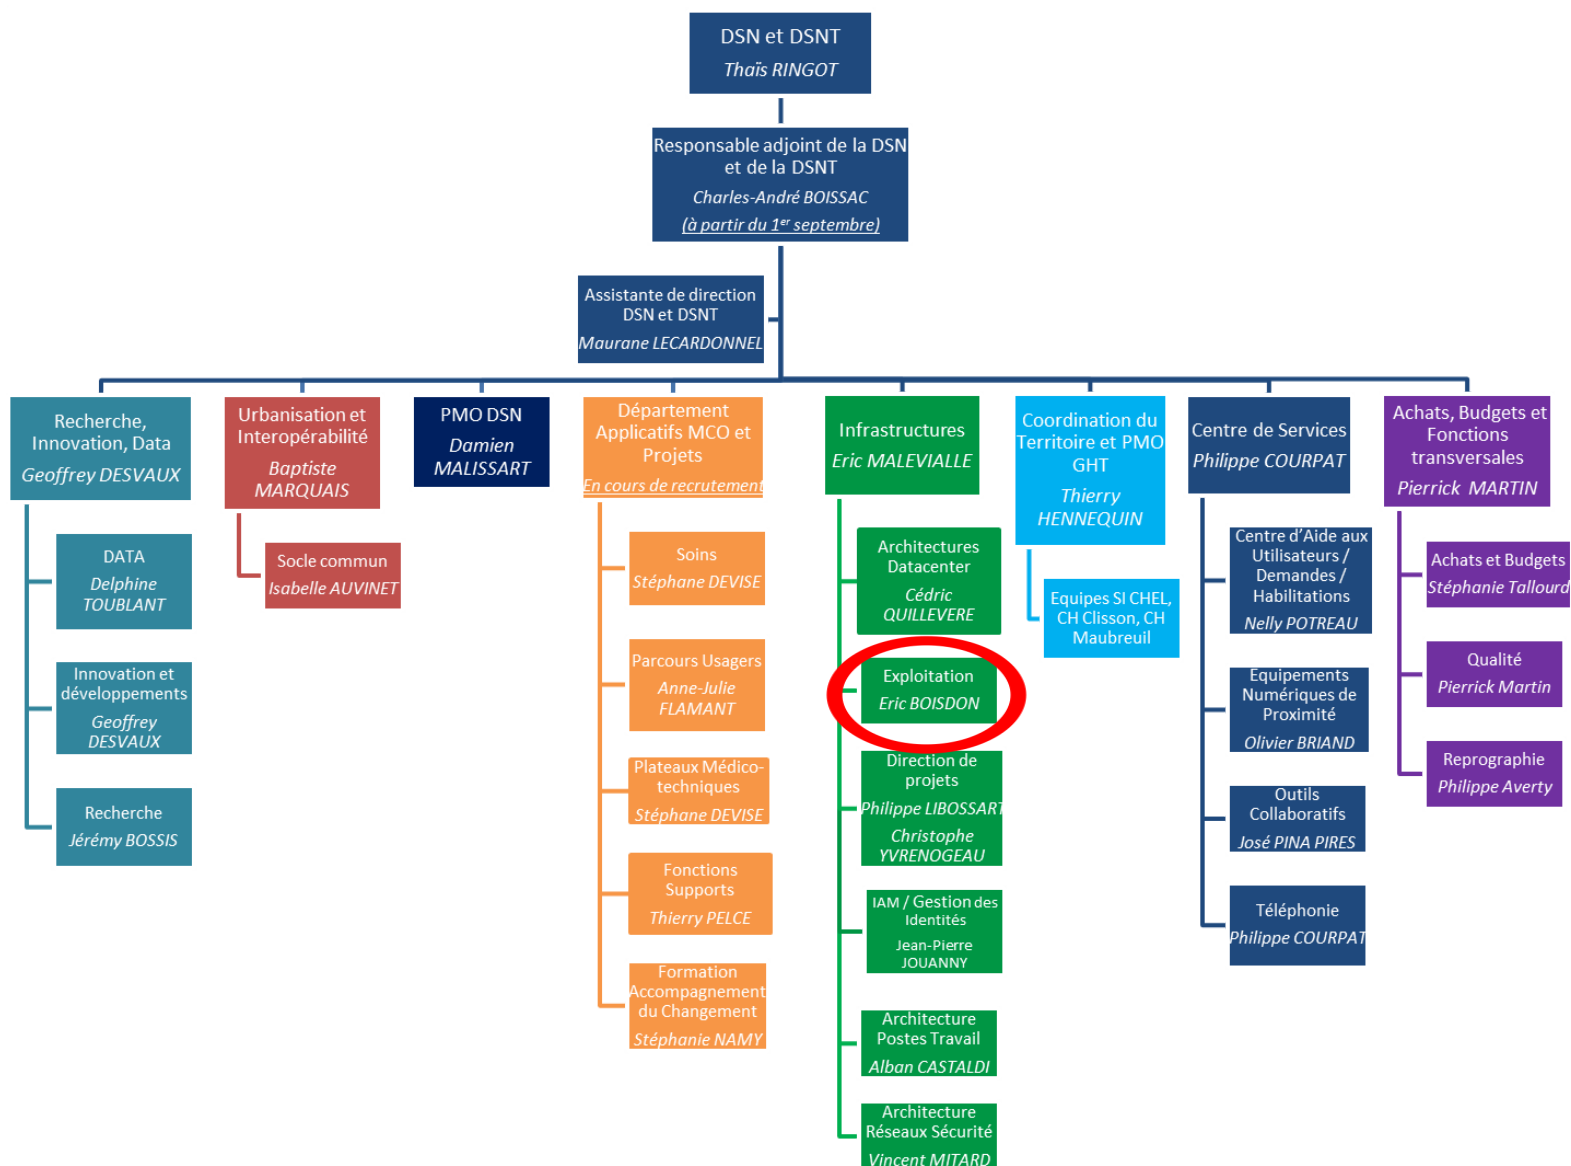 DSN et DSNT
Thaïs RINGOT
Responsable adjoint de la DSN
et de la DSNT
Charles-André BOISSAC
(à partir du 1er septembre)
Assistante de direction
DSN et DSNT
Maurane LECARDONNEL
Recherche,
Innovation, Data
Geoffrey DESVAUX
DATA
Delphine
TOUBLANT
Innovation et
développements
Geoffrey
DESVAUX
Recherche
Jérémy BOSSIS
Urbanisation et
Interopérabilité
Baptiste
MARQUAIS
Socle commun
Isabelle AUVINET
PMO DSN
Damien
MALISSART
Département
Applicatifs MCO et
Projets
En cours de recrutement
Soins
Stéphane DEVISE
Parcours Usagers
Anne-Julie
FLAMANT
Plateaux Médico-
techniques
Stéphane DEVISE
Fonctions
Supports
Thierry PELCE
Formation
Accompagnement
du Changement
Stéphanie NAMY
Infrastructures
Eric MALEVIALLE
Architectures
Datacenter
Cédric
QUILLEVERE
Exploitation
Eric BOISDON
Direction de
projets
Philippe LIBOSSART
Christophe
YVRENOGEAU
IAM / Gestion des
Identités
Jean-Pierre
JOUANNY
Architecture
Postes Travail
Alban CASTALDI
Architecture
Réseaux Sécurité
Vincent MITARD
Coordination du
Territoire et PMO
GHT
Thierry
HENNEQUIN
Equipes SI CHEL,
CH Clisson, CH
Maubreuil
Centre de Services
Philippe COURPAT
Centre d'Aide aux
Utilisateurs /
Demandes /
Habilitations
Nelly POTREAU
Equipements
Numériques de
Proximité
Olivier BRIAND
Outils
Collaboratifs
José PINA PIRES
Téléphonie
Philippe COURPAT
Achats, Budgets et
Fonctions
transversales
Pierrick MARTIN
Achats et Budgets
Stéphanie Tallourd
Qualité
Pierrick Martin
Reprographie
Philippe Averty